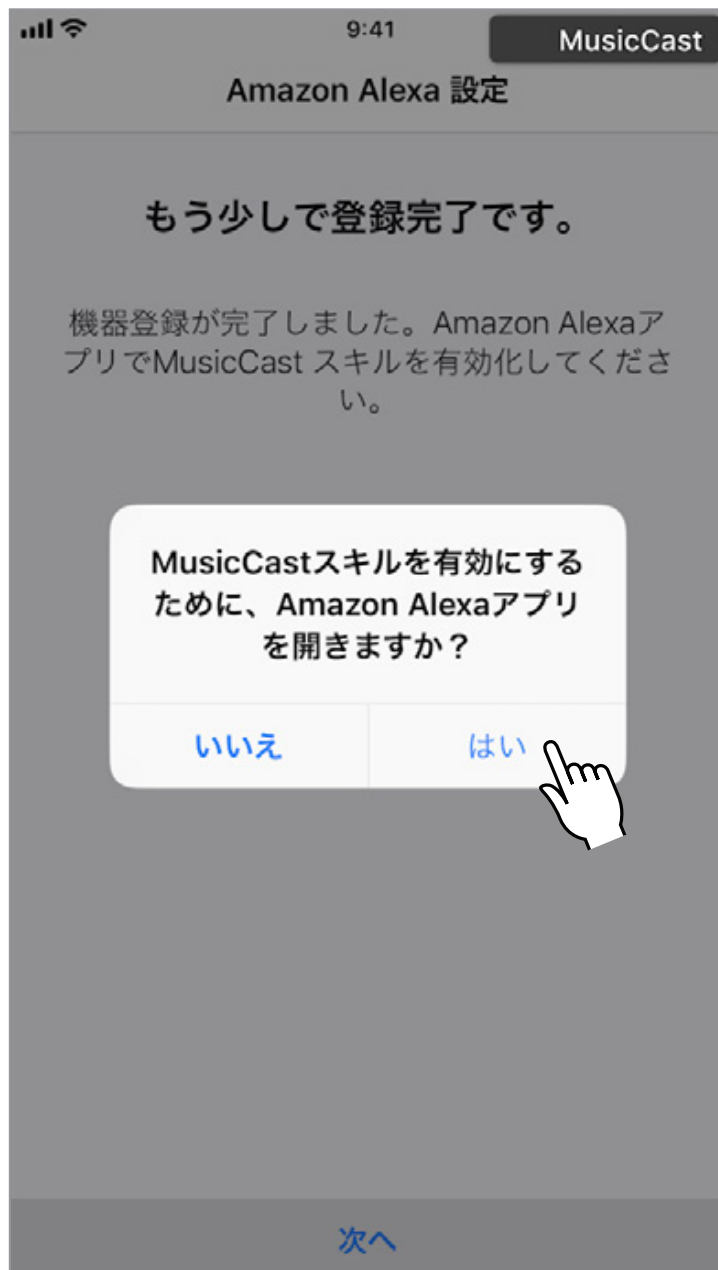 9:41
MusicCast
Amazon Alexa 設定
もう少しで登録完了です。
機器登録が完了しました。Amazon Alexaア
プリでMusicCast スキルを有効化してくださ
い。
MusicCastスキルを有効にする
ために、Amazon Alexaアプリ
を開きますか？
いいえ
はい
次へ